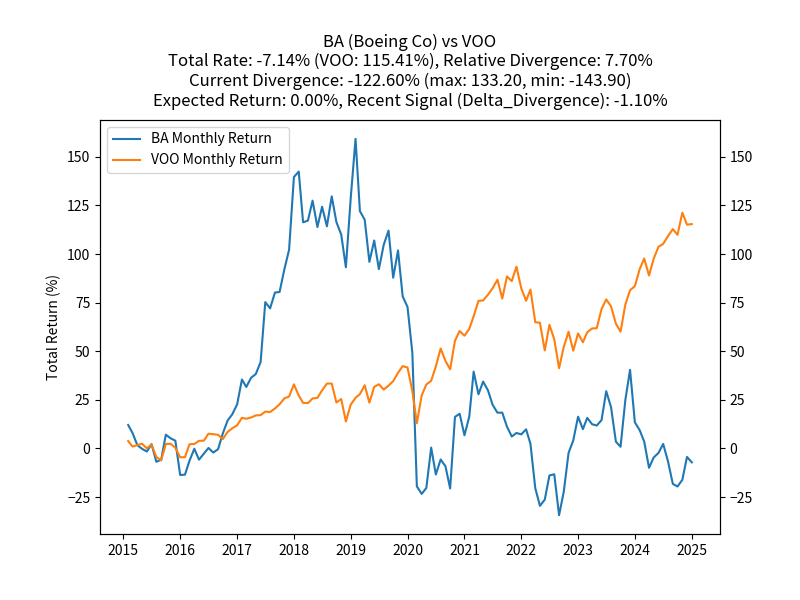 BA (Boeing Co) vs VOO
Total Rate: -7.14% (VOO: 115.41%), Relative Divergence: 7.70%
Current Divergence: -122.60% (max: 133.20, min: -143.90)
Expected Return: 0.00%, Recent Signal (Delta_Divergence): -1.10%
BA Monthly Return
VOO Monthly Return
Total Return (%)
150 150
125 125
100 100
75 75
50 50
25 25
0 0
−25 −25
2015 2016 2017 2018 2019 2020 2021 2022 2023 2024 2025